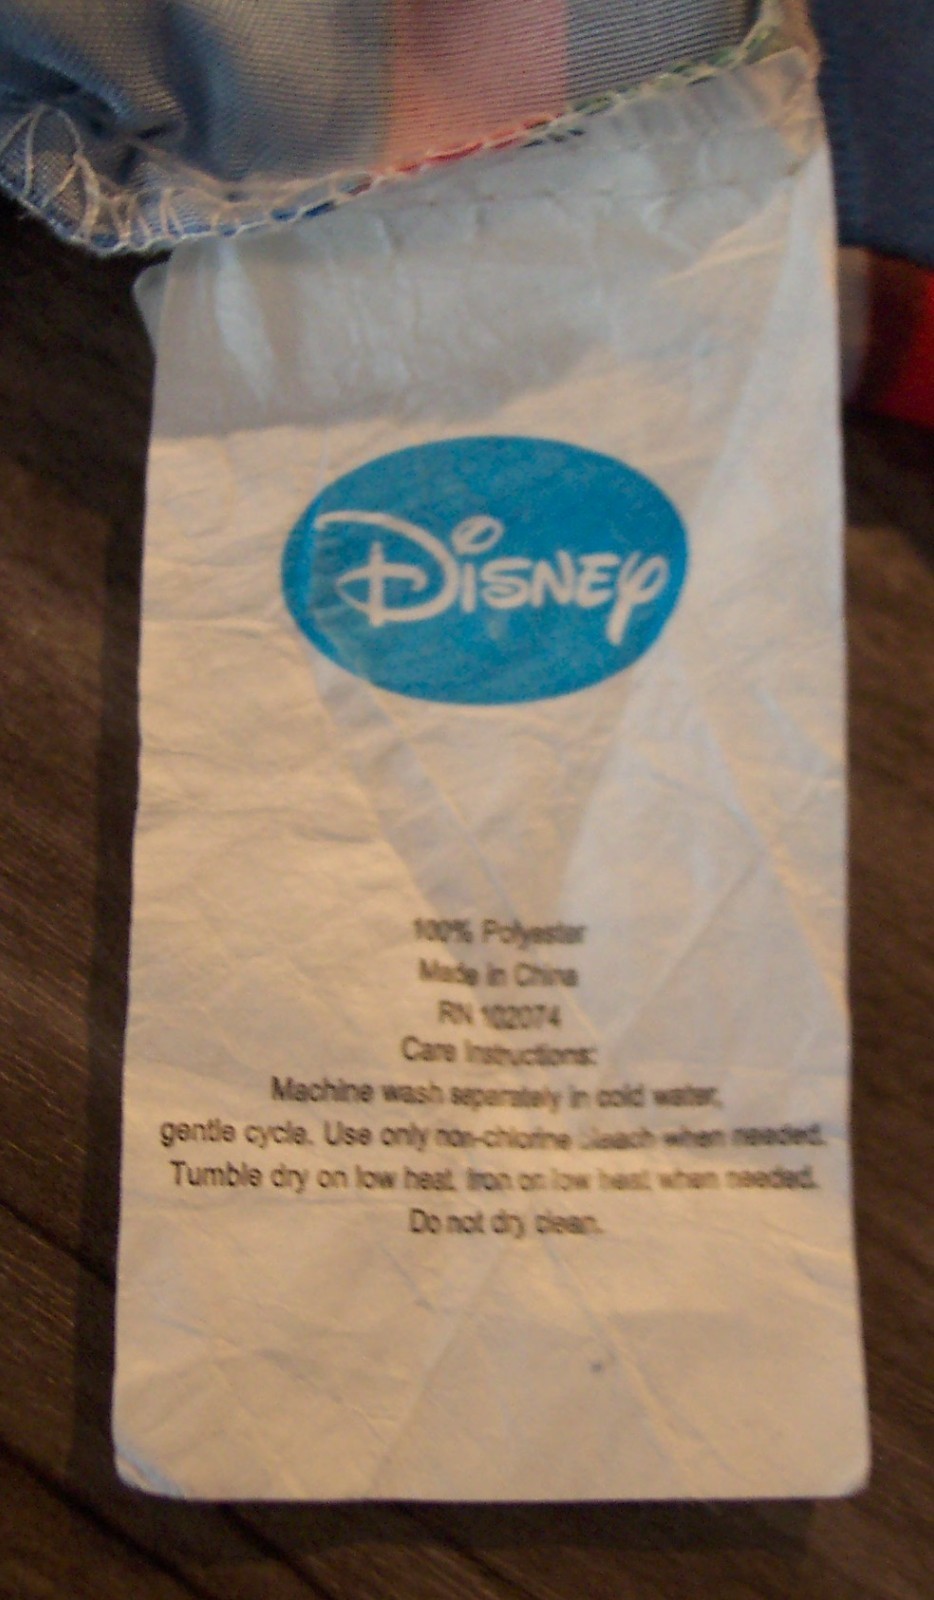 Disney
100% Polyester
Made in China
RN 102074
Care Instructions:
Machine wash separately in cold water,
gentle cycle. Use only non-chlorine bleach when needed.
Tumble dry on low heat. Iron on low heat when needed.
Do not dry clean.